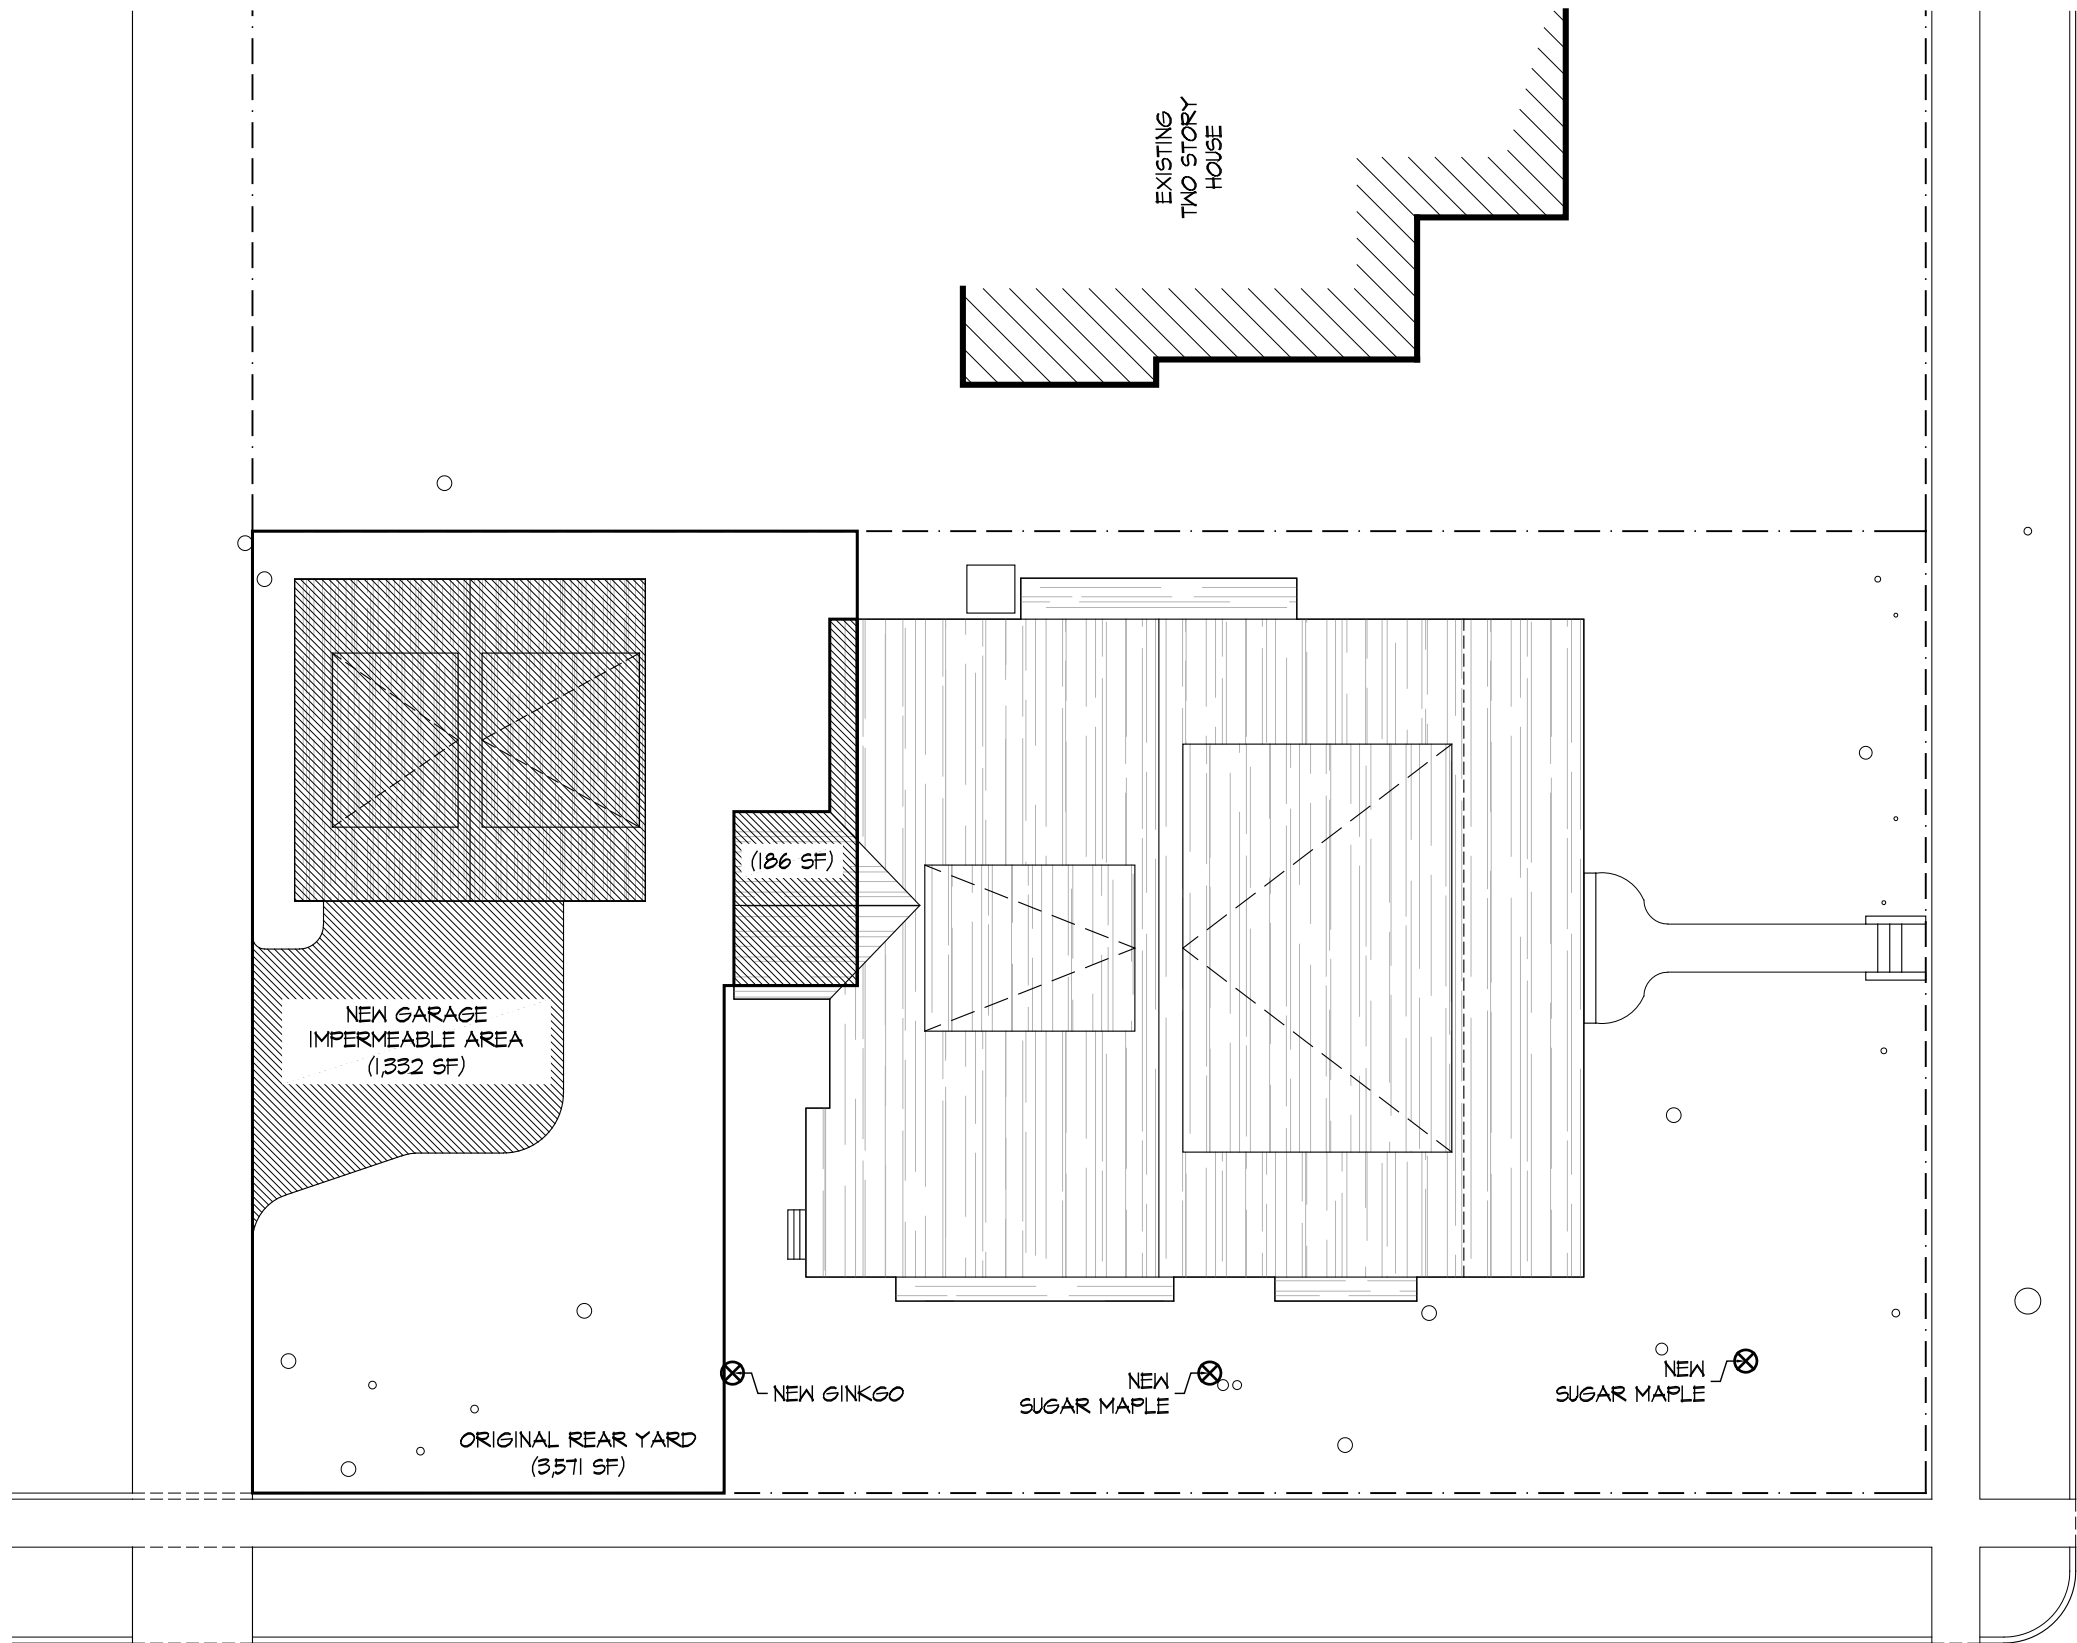 EXISTING
TWO STORY
HOUSE
(186 SF)
NEW GARAGE
IMPERMEABLE AREA
(1,332 SF)
NEW GINKGO
NEW
SUGAR MAPLE
NEW
SUGAR MAPLE
ORIGINAL REAR YARD
(3,571 SF)